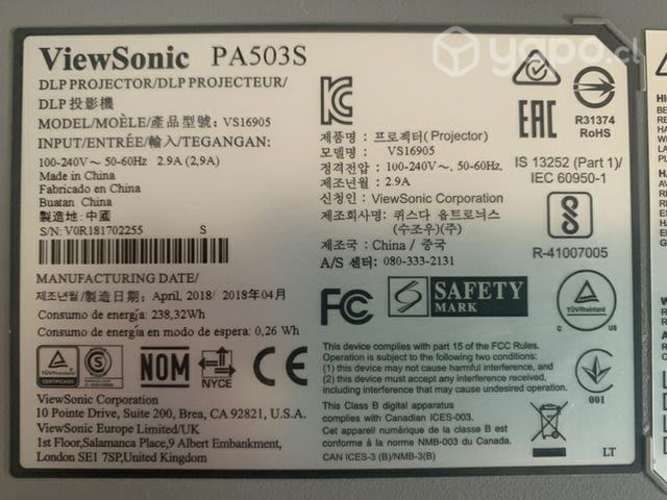 yapo.cl
ViewSonic PA503S
DLP PROJECTOR/DLP PROJECTEUR/
DLP 投影機
MODEL/MOÈLE/產品型號: VS16905
INPUT/ENTRÉE/輸入/TEGANGAN:
100-240V～ 50-60Hz 2.9A (2,9A)
Made in China
Fabricado en China
Buatan China
製造地: 中國
S/N: V0R181702255 S
MANUFACTURING DATE/
제조년월/製造日期: April, 2018/ 2018年04月
Consumo de energía: 238,32Wh
Consumo de energía en modo de espera: 0,26 Wh
TÜVRheinland
CERTIFIED
S
NOM
NYCE
ViewSonic Corporation
10 Pointe Drive, Suite 200, Brea, CA 92821, U.S.A.
ViewSonic Europe Limited/UK
1st Floor,Salamanca Place,9 Albert Embankment,
London SE1 7SP,United Kingdom
제품명 : 프로젝터( Projector)
모델명 : VS16905
정격전압 : 100-240V～, 50-60Hz,
2.9A
제조년월 :
신청인 : ViewSonic Corporation
제조회사명: 퀴스다 옵트로닉스
(수조우)(주)
제조국 : China / 중국
A/S 센터: 080-333-2131
FC
S
SAFETY
MARK
This device complies with part 15 of the FCC Rules.
Operation is subject to the following two conditions:
(1) this device may not cause harmful interference, and
(2) this device must accept any interference received,
including interference that may cause undesired operation.
This Class B digital apparatus
complies with Canadian ICES-003.
Cet appareil numérique de la classe B est
conforme à la norme NMB-003 du Canada.
CAN ICES-3 (B)/NMB-3(B)
EAC
R31374
RoHS
IS 13252 (Part 1)/
IEC 60950-1
R-41007005
TÜVRheinland
C US
001
LT